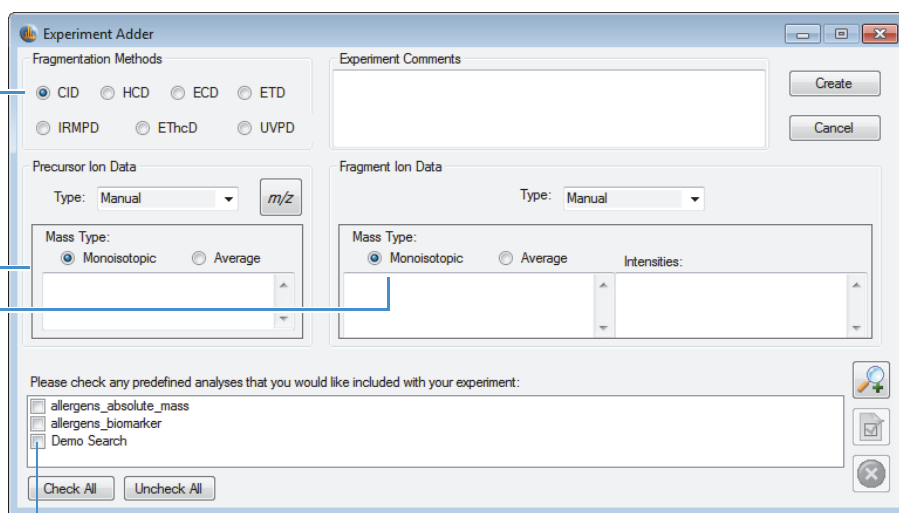 Experiment Adder
Fragmentation Methods
CID HCD ECD ETD
IRMPD EThcD UVPD
Experiment Comments
Create
Cancel
Precursor Ion Data
Type: Manual m/z
Mass Type:
Monoisotopic Average
Fragment Ion Data
Type: Manual
Mass Type:
Monoisotopic Average Intensities:
Please check any predefined analyses that you would like included with your experiment:
allergens_absolute_mass
allergens_biomarker
Demo Search
Check All Uncheck All